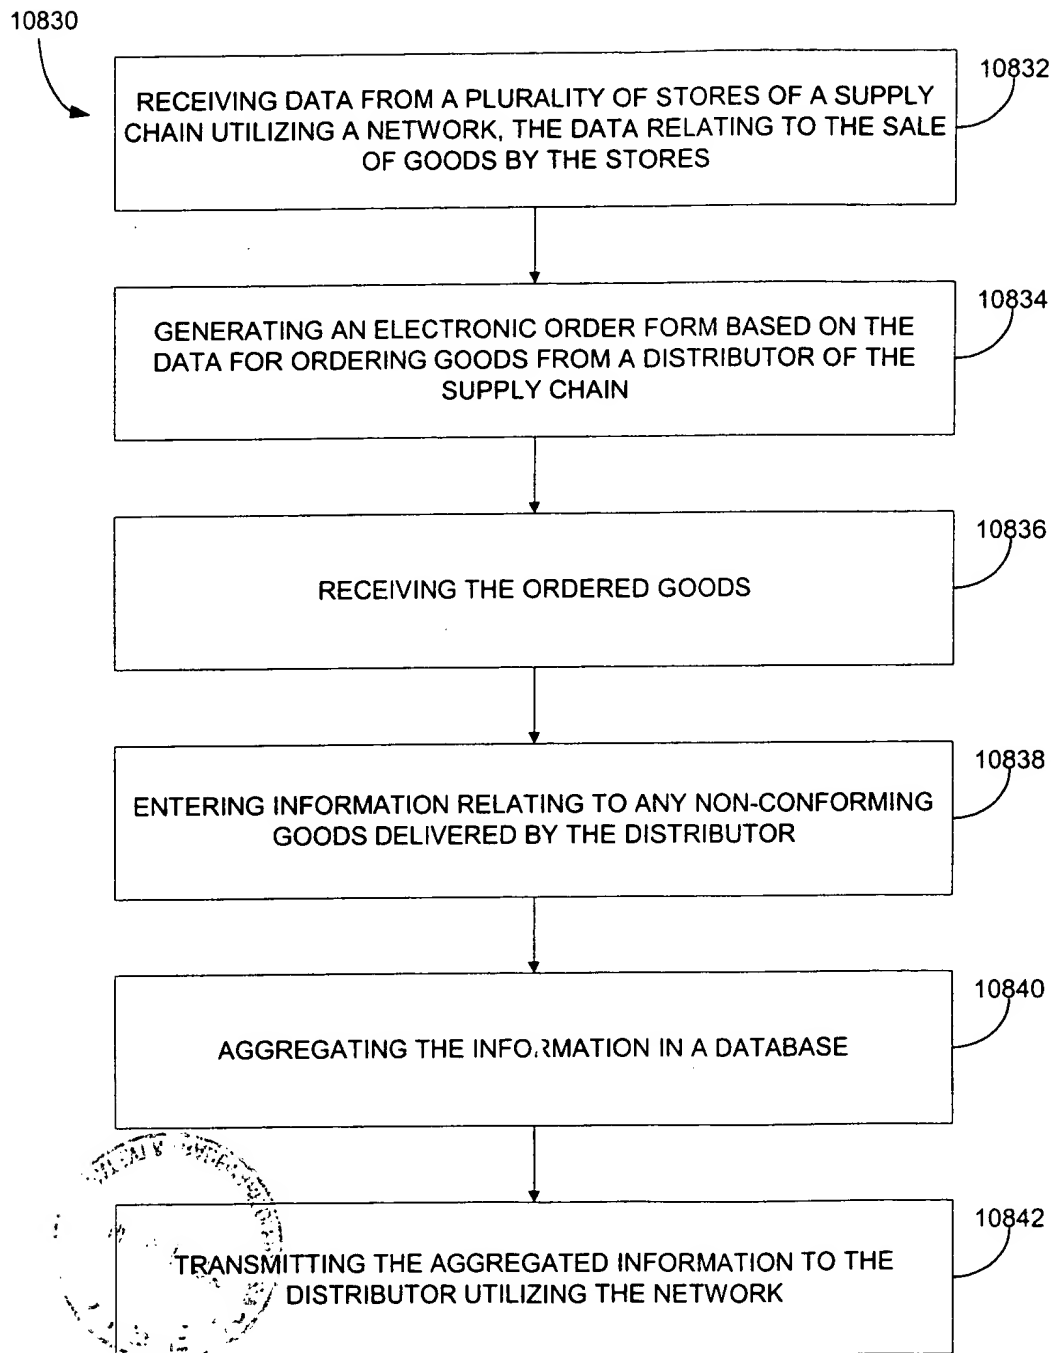 10830
10832
RECEIVING DATA FROM A PLURALITY OF STORES OF A SUPPLY
CHAIN UTILIZING A NETWORK, THE DATA RELATING TO THE SALE
OF GOODS BY THE STORES
10834
GENERATING AN ELECTRONIC ORDER FORM BASED ON THE
DATA FOR ORDERING GOODS FROM A DISTRIBUTOR OF THE
SUPPLY CHAIN
10836
RECEIVING THE ORDERED GOODS
10838
ENTERING INFORMATION RELATING TO ANY NON-CONFORMING
GOODS DELIVERED BY THE DISTRIBUTOR
10840
AGGREGATING THE INFORMATION IN A DATABASE
10842
TRANSMITTING THE AGGREGATED INFORMATION TO THE
DISTRIBUTOR UTILIZING THE NETWORK